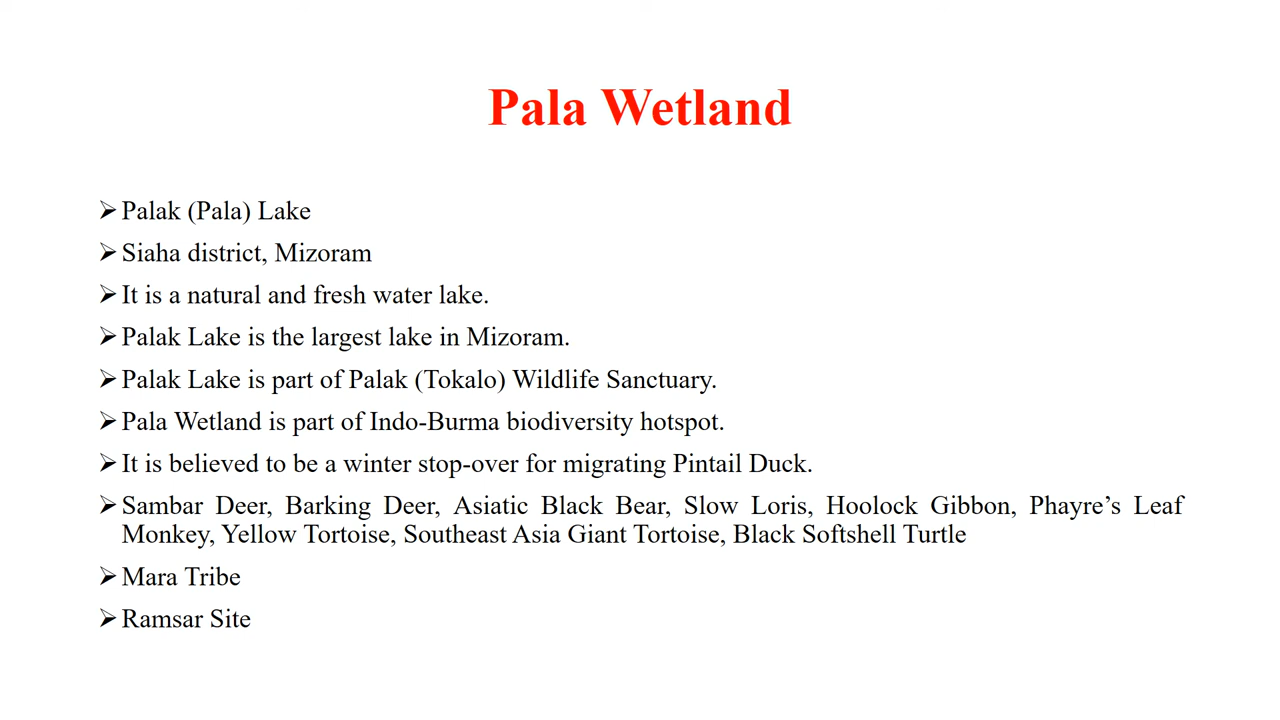 Pala Wetland
➢ Palak (Pala) Lake
➢ Siaha district, Mizoram
➢ It is a natural and fresh water lake.
➢ Palak Lake is the largest lake in Mizoram.
➢ Palak Lake is part of Palak (Tokalo) Wildlife Sanctuary.
➢ Pala Wetland is part of Indo-Burma biodiversity hotspot.
➢ It is believed to be a winter stop-over for migrating Pintail Duck.
➢ Sambar Deer, Barking Deer, Asiatic Black Bear, Slow Loris, Hoolock Gibbon, Phayre’s Leaf
Monkey, Yellow Tortoise, Southeast Asia Giant Tortoise, Black Softshell Turtle
➢ Mara Tribe
➢ Ramsar Site